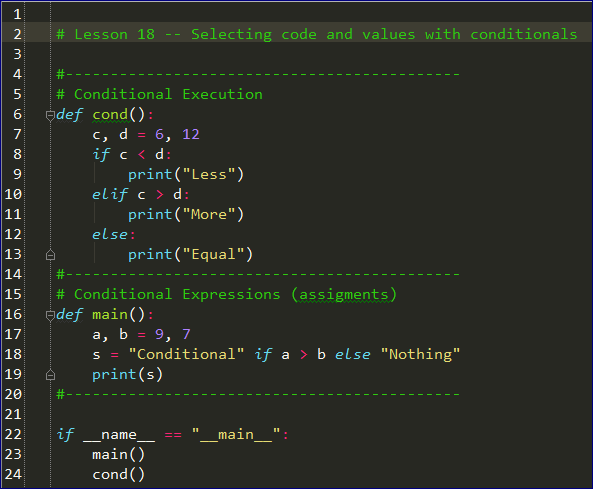 1
2 # Lesson 18 -- Selecting code and values with conditionals
3
4 #--------------------------------------------
5 # Conditional Execution
6 def cond():
7     c, d = 6, 12
8     if c < d:
9         print("Less")
10     elif c > d:
11         print("More")
12     else:
13         print("Equal")
14 #--------------------------------------------
15 # Conditional Expressions (assigments)
16 def main():
17     a, b = 9, 7
18     s = "Conditional" if a > b else "Nothing"
19     print(s)
20 #--------------------------------------------
21
22 if __name__ == "__main__":
23     main()
24     cond()